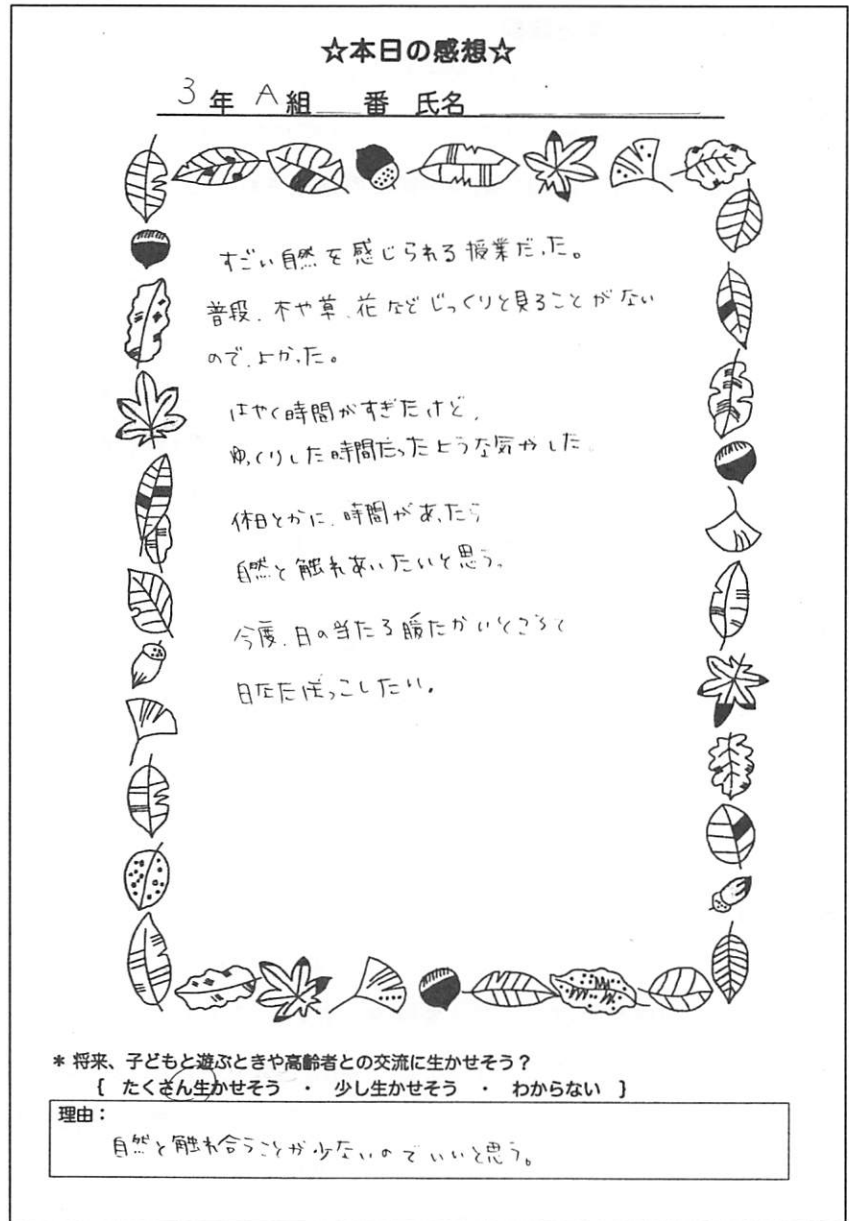 ☆本日の感想☆
3年 A組 番 氏名
すごい自然を感じられる授業だった。
普段、木や草、花などじっくりと見ることがない
ので、よかった。
はやく時間がすぎたけど、
ゆっくりした時間だったような気がした。
休日とかに、時間があったら
自然と触れあいたいと思う。
今度、日の当たる暖たかいところで
日なたぼっこしたい。
* 将来、子どもと遊ぶときや高齢者との交流に生かせそう？
{ たくさん生かせそう ・ 少し生かせそう ・ わからない }
理由：
自然と触れ合うことが少ないのでいいと思う。